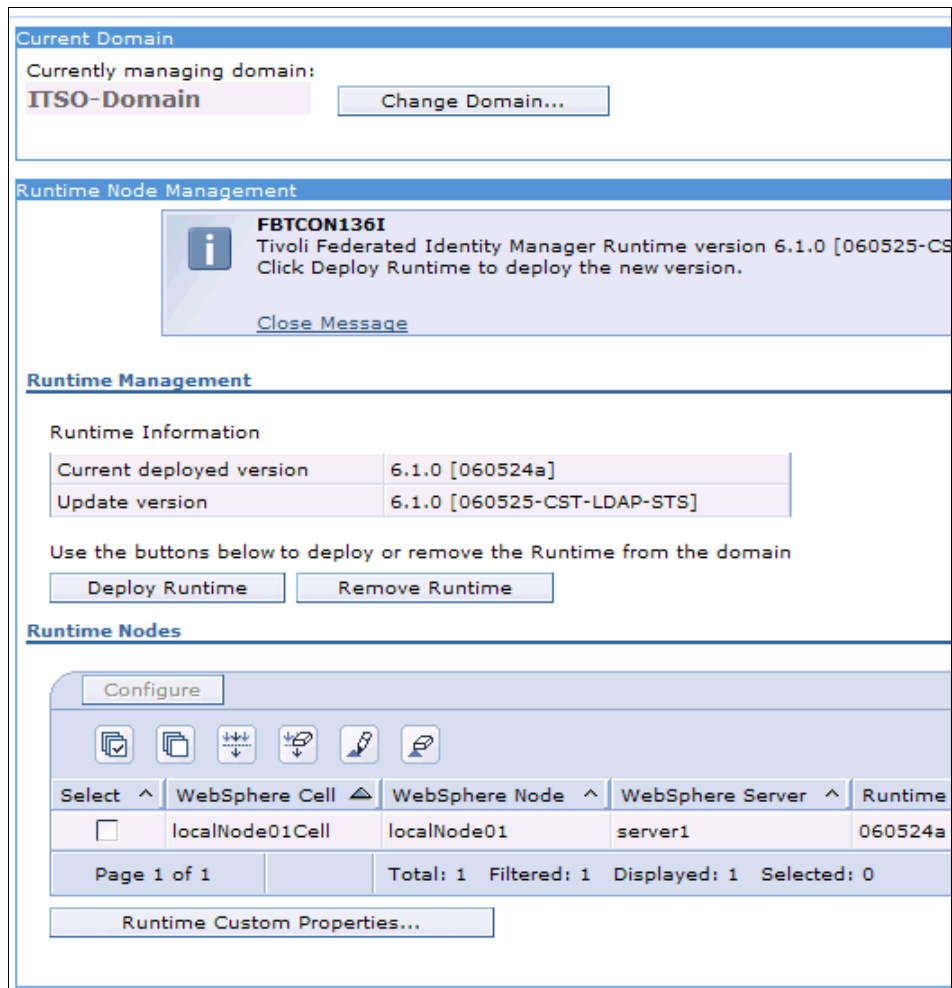 Current Domain
Currently managing domain:
ITSO-Domain
Change Domain...
Runtime Node Management
FBTCON136I
Tivoli Federated Identity Manager Runtime version 6.1.0 [060525-CS
Click Deploy Runtime to deploy the new version.
Close Message
Runtime Management
Runtime Information
Current deployed version 6.1.0 [060524a]
Update version 6.1.0 [060525-CST-LDAP-STS]
Use the buttons below to deploy or remove the Runtime from the domain
Deploy Runtime Remove Runtime
Runtime Nodes
Configure
Select WebSphere Cell WebSphere Node WebSphere Server Runtime
localNode01Cell localNode01 server1 060524a
Page 1 of 1 Total: 1 Filtered: 1 Displayed: 1 Selected: 0
Runtime Custom Properties...